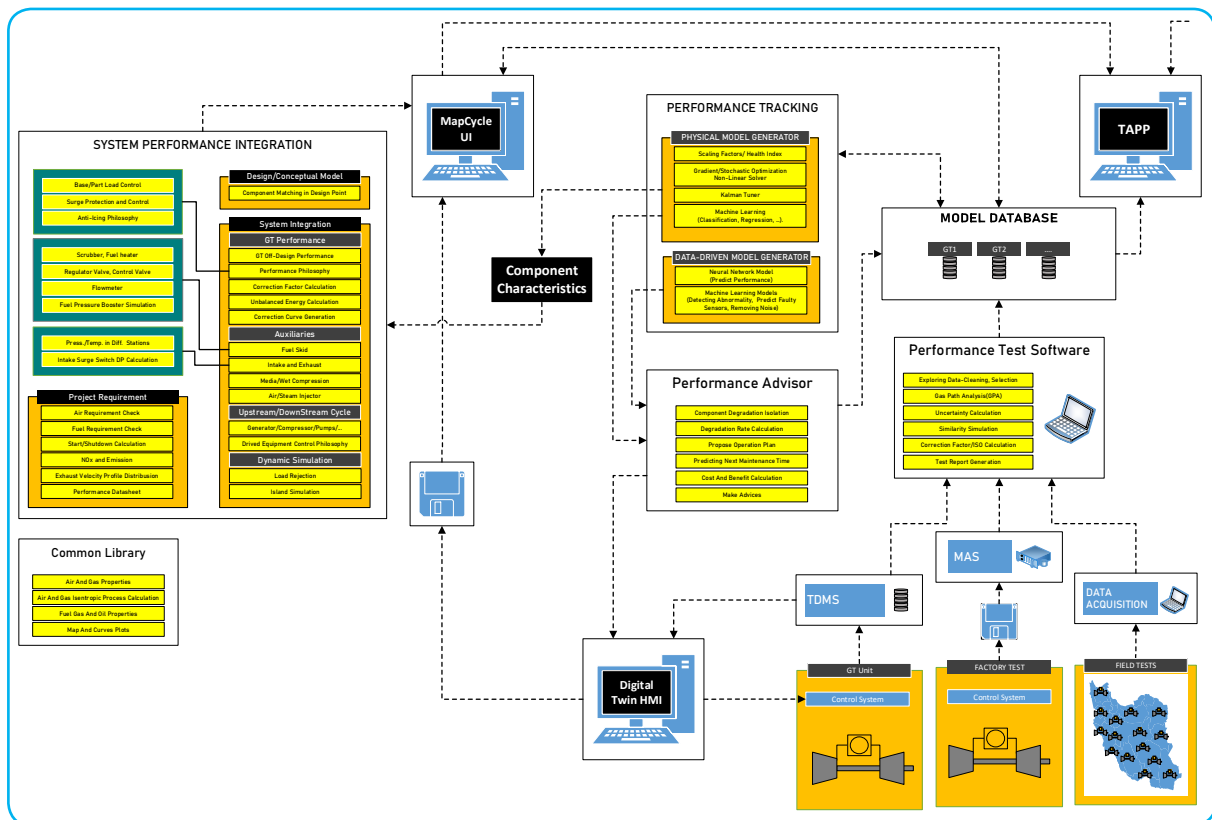 MapCycle
UI
TAPP
SYSTEM PERFORMANCE INTEGRATION
Base/Part Load Control
Surge Protection and Control
Anti-Icing Philosophy
Scrubber, Fuel heater
Regulator Valve, Control Valve
Flowmeter
Fuel Pressure Booster Simulation
Press./Temp. in Diff. Stations
Intake Surge Switch DP Calculation
Project Requirement
Air Requirement Check
Fuel Requirement Check
Start/Shutdown Calculation
NOx and Emission
Exhaust Velocity Profile Distribusion
Performance Datasheet
Design/Conceptual Model
Component Matching in Design Point
System Integration
GT Performance
GT Off-Design Performance
Performance Philosophy
Correction Factor Calculation
Unbalanced Energy Calculation
Correction Curve Generation
Auxiliaries
Fuel Skid
Intake and Exhaust
Media/Wet Compression
Air/Steam Injector
Upstream/DownStream Cycle
Generator/Compressor/Pumps/...
Drived Equipment Control Philosophy
Dynamic Simulation
Load Rejection
Island Simulation
Common Library
Air And Gas Properties
Air And Gas Isentropic Process Calculation
Fuel Gas And Oil Properties
Map And Curves Plots
Component
Characteristics
PERFORMANCE TRACKING
PHYSICAL MODEL GENERATOR
Scaling Factors/ Health Index
Gradient/Stochastic Optimization
Non-Linear Solver
Kalman Tuner
Machine Learning
(Classification, Regression, ..).
DATA-DRIVEN MODEL GENERATOR
Neural Network Model
(Predict Performance)
Machine Learning Models
(Detecting Abnormality, Predict Faulty
Sensors, Removing Noise)
Performance Advisor
Component Degradation Isolation
Degradation Rate Calculation
Propose Operation Plan
Predicting Next Maintenance Time
Cost And Benefit Calculation
Make Advices
MODEL DATABASE
GT1
GT2
....
Performance Test Software
Exploring Data-Cleaning, Selection
Gas Path Analysis(GPA)
Uncertainty Calculation
Similarity Simulation
Correction Factor/ISO Calculation
Test Report Generation
TDMS
MAS
DATA
ACQUISITION
Digital
Twin HMI
GT Unit
Control System
FACTORY TEST
Control System
FIELD TESTS